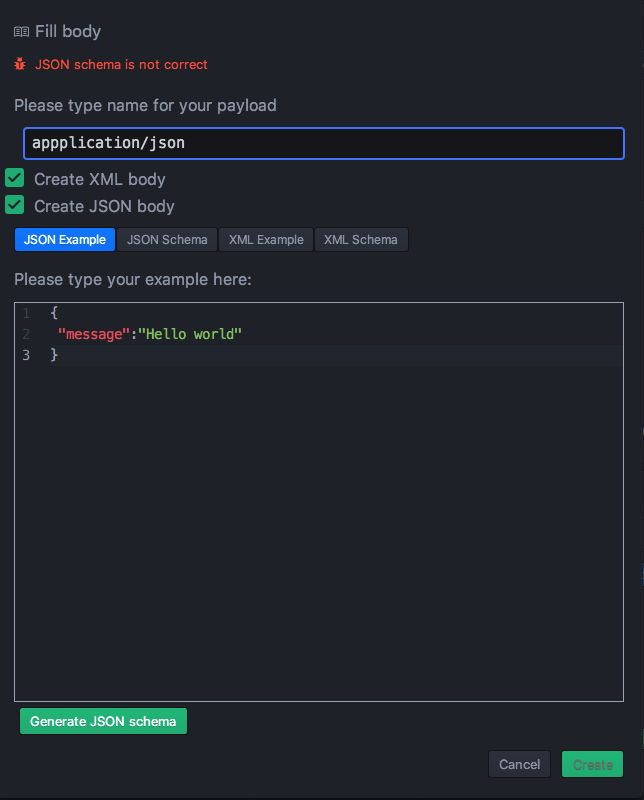 Fill body
JSON schema is not correct
Please type name for your payload
appplication/json
Create XML body
Create JSON body
JSON Example JSON Schema XML Example XML Schema
Please type your example here:
1 {
2 "message":"Hello world"
3 }
Generate JSON schema
Cancel Create